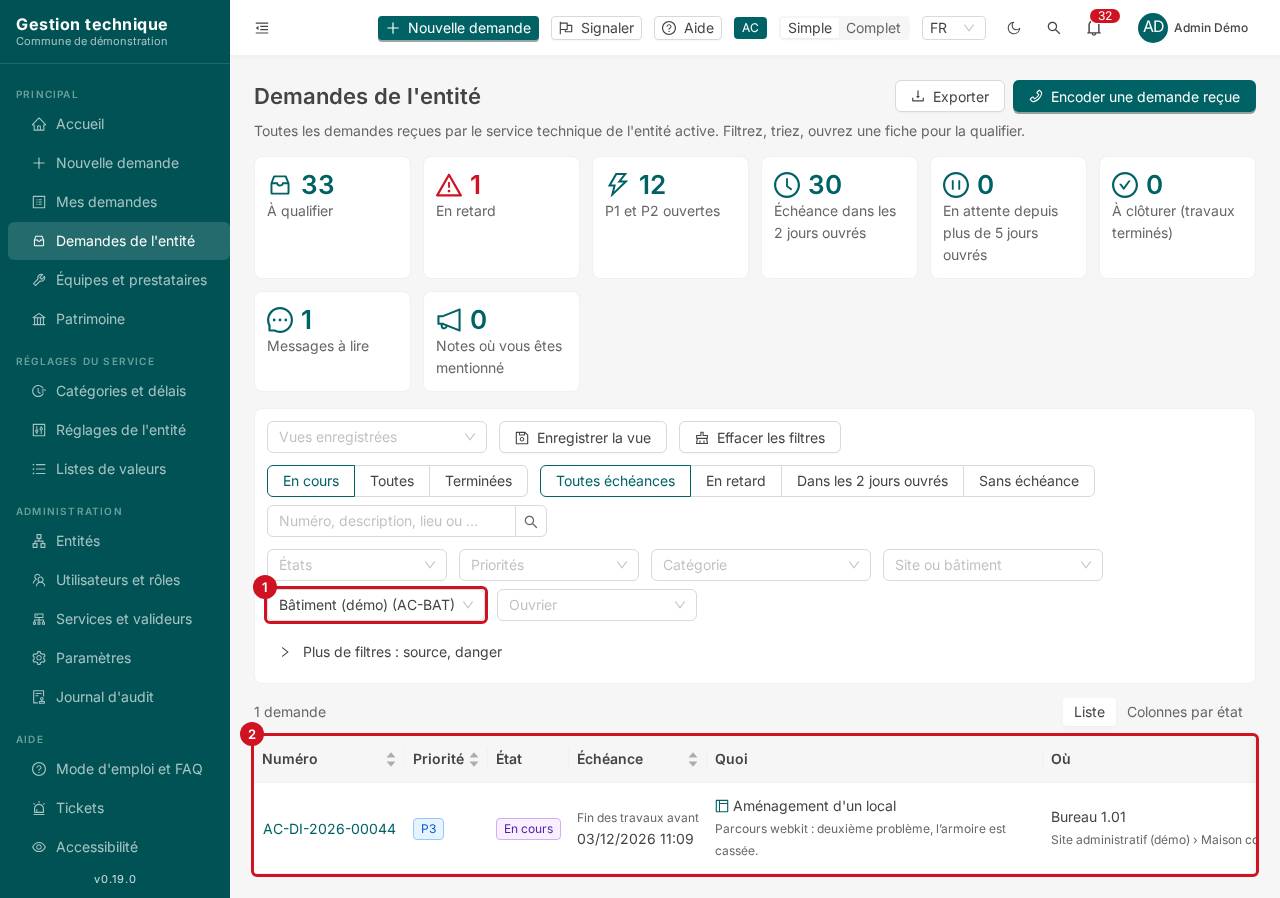 Gestion technique
Commune de démonstration
PRINCIPAL
Accueil
Nouvelle demande
Mes demandes
Demandes de l'entité
Équipes et prestataires
Patrimoine
RÉGLAGES DU SERVICE
Catégories et délais
Réglages de l'entité
Listes de valeurs
ADMINISTRATION
Entités
Utilisateurs et rôles
Services et valideurs
Paramètres
Journal d'audit
AIDE
Mode d'emploi et FAQ
Tickets
Accessibilité
v0.19.0
Nouvelle demande
Signaler
Aide
AC
Simple
Complet
FR
32
AD
Admin Démo
Demandes de l'entité
Exporter
Encoder une demande reçue
Toutes les demandes reçues par le service technique de l'entité active. Filtrez, triez, ouvrez une fiche pour la qualifier.
33
À qualifier
1
En retard
12
P1 et P2 ouvertes
30
Échéance dans les
2 jours ouvrés
0
En attente depuis
plus de 5 jours
ouvrés
0
À clôturer (travaux
terminés)
1
Messages à lire
0
Notes où vous êtes
mentionné
Vues enregistrées
Enregistrer la vue
Effacer les filtres
En cours
Toutes
Terminées
Toutes échéances
En retard
Dans les 2 jours ouvrés
Sans échéance
Numéro, description, lieu ou ...
États
Priorités
Catégorie
Site ou bâtiment
1
Bâtiment (démo) (AC-BAT)
Ouvrier
Plus de filtres : source, danger
1 demande
Liste
Colonnes par état
2
Numéro
Priorité
État
Échéance
Quoi
Où
AC-DI-2026-00044
P3
En cours
Fin des travaux avant
03/12/2026 11:09
Aménagement d'un local
Parcours webkit : deuxième problème, l'armoire est
cassée.
Bureau 1.01
Site administratif (démo) › Maison co